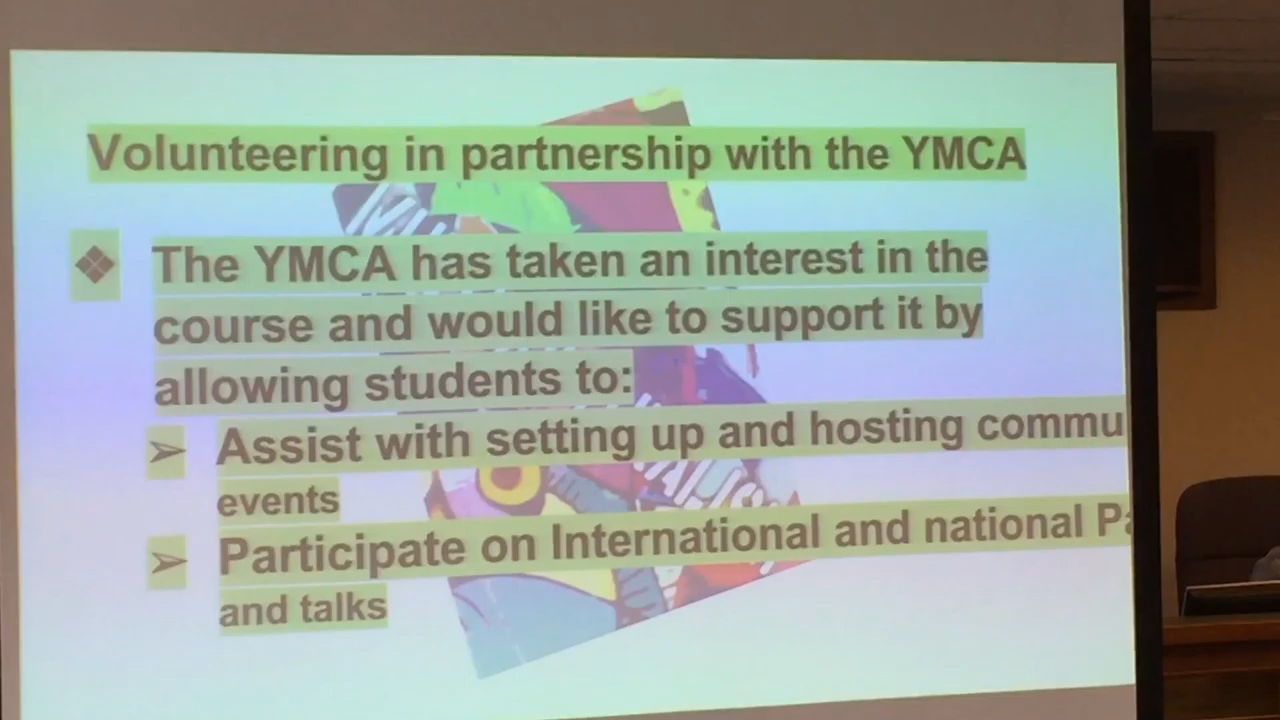 Volunteering in partnership with the YMCA
❖ The YMCA has taken an interest in the
course and would like to support it by
allowing students to:
➢ Assist with setting up and hosting commu
events
➢ Participate on International and national Pa
and talks